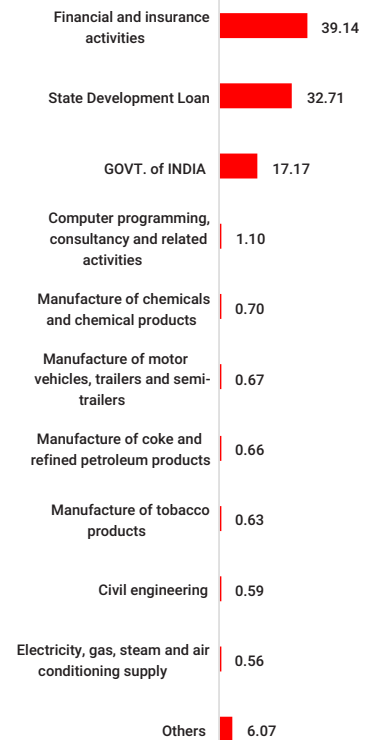 Financial and insurance
activities
39.14
State Development Loan
32.71
GOVT. of INDIA
17.17
Computer programming,
consultancy and related
activities
1.10
Manufacture of chemicals
and chemical products
0.70
Manufacture of motor
vehicles, trailers and semi-
trailers
0.67
Manufacture of coke and
refined petroleum products
0.66
Manufacture of tobacco
products
0.63
Civil engineering
0.59
Electricity, gas, steam and air
conditioning supply
0.56
Others
6.07